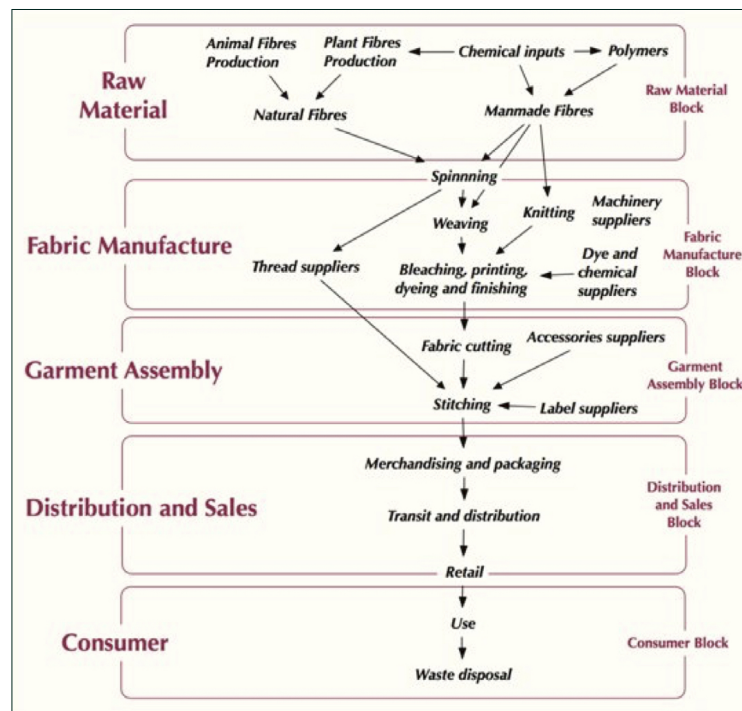 Animal Fibres
Production
Plant Fibres
Production
Chemical inputs
Polymers
Raw
Material
Raw Material
Block
Natural Fibres
Manmade Fibres
Spinnning
Weaving
Knitting
Machinery
suppliers
Fabric Manufacture
Fabric
Manufacture
Block
Thread suppliers
Bleaching, printing,
dyeing and finishing
Dye and
chemical
suppliers
Fabric cutting
Accessories suppliers
Garment Assembly
Garment
Assembly Block
Stitching
Label suppliers
Merchandising and packaging
Distribution and Sales
Distribution
and Sales
Block
Transit and distribution
Retail
Use
Consumer
Consumer Block
Waste disposal